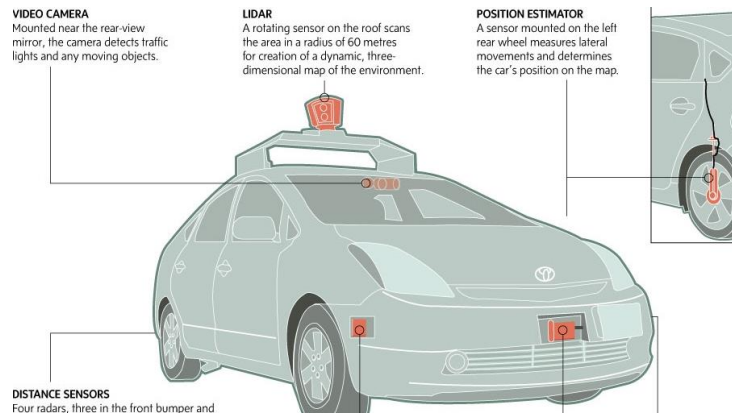 VIDEO CAMERA
Mounted near the rear-view
mirror, the camera detects traffic
lights and any moving objects.
LIDAR
A rotating sensor on the roof scans
the area in a radius of 60 metres
for creation of a dynamic, three-
dimensional map of the environment.
POSITION ESTIMATOR
A sensor mounted on the left
rear wheel measures lateral
movements and determines
the car's position on the map.
DISTANCE SENSORS
Four radars, three in the front bumper and